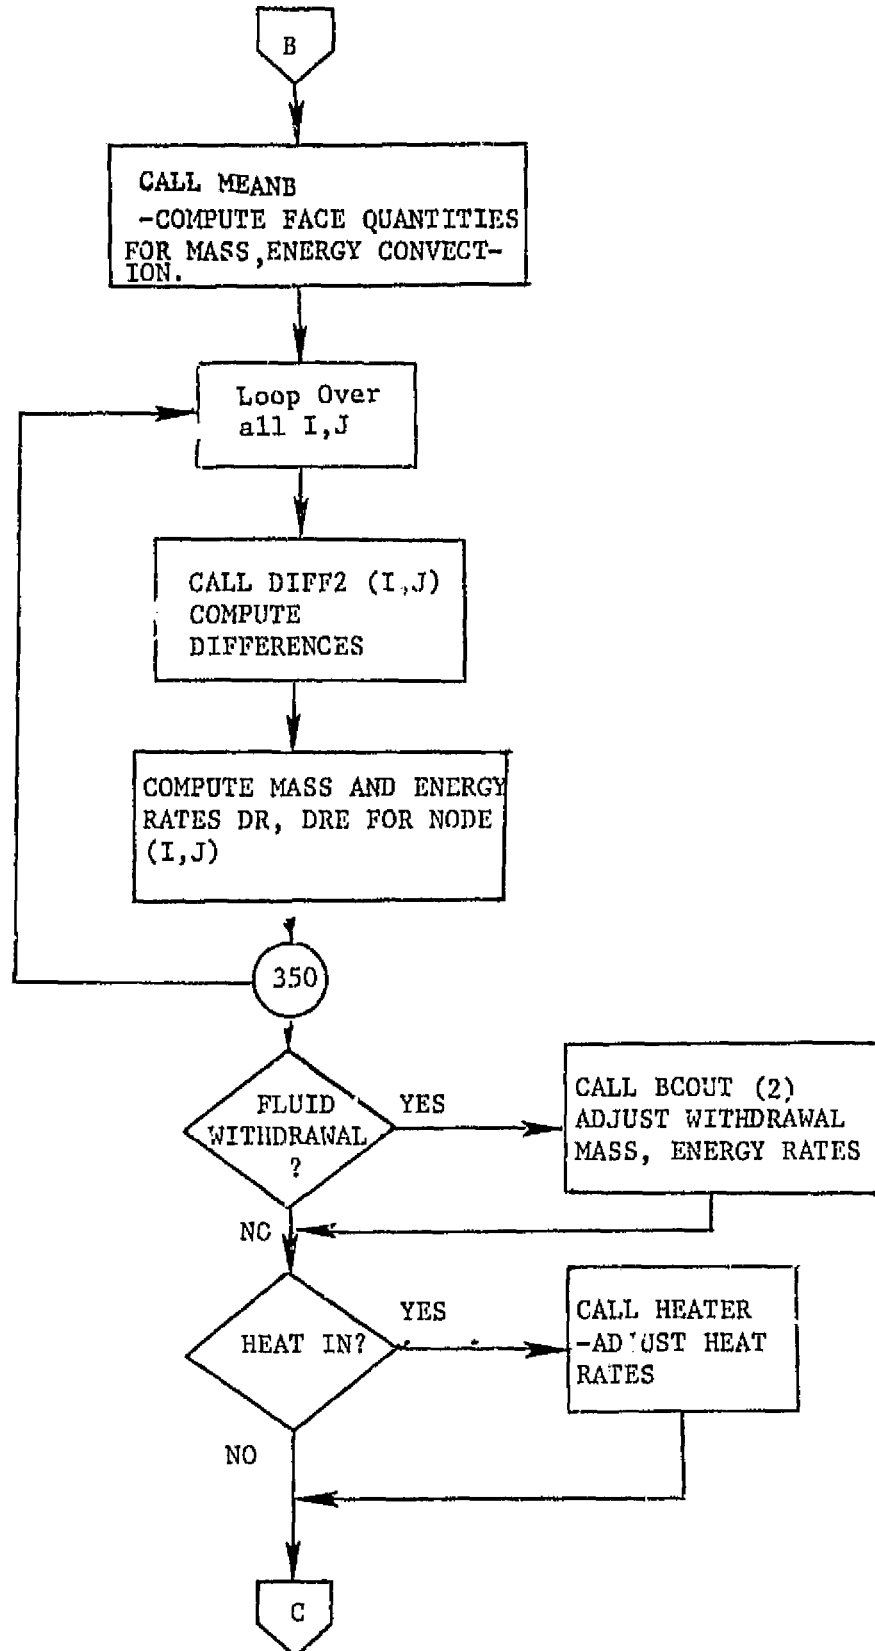 B
CALL MEANB
-COMPUTE FACE QUANTITIES
FOR MASS,ENERGY CONVECT-
ION.
Loop Over
all I,J
CALL DIFF2 (I,J)
COMPUTE
DIFFERENCES
COMPUTE MASS AND ENERGY
RATES DR, DRE FOR NODE
(I,J)
350
FLUID
WITHDRAWAL
?
YES
CALL BCOUT (2)
ADJUST WITHDRAWAL
MASS, ENERGY RATES
NO
HEAT IN?
YES
CALL HEATER
-ADJUST HEAT
RATES
NO
C